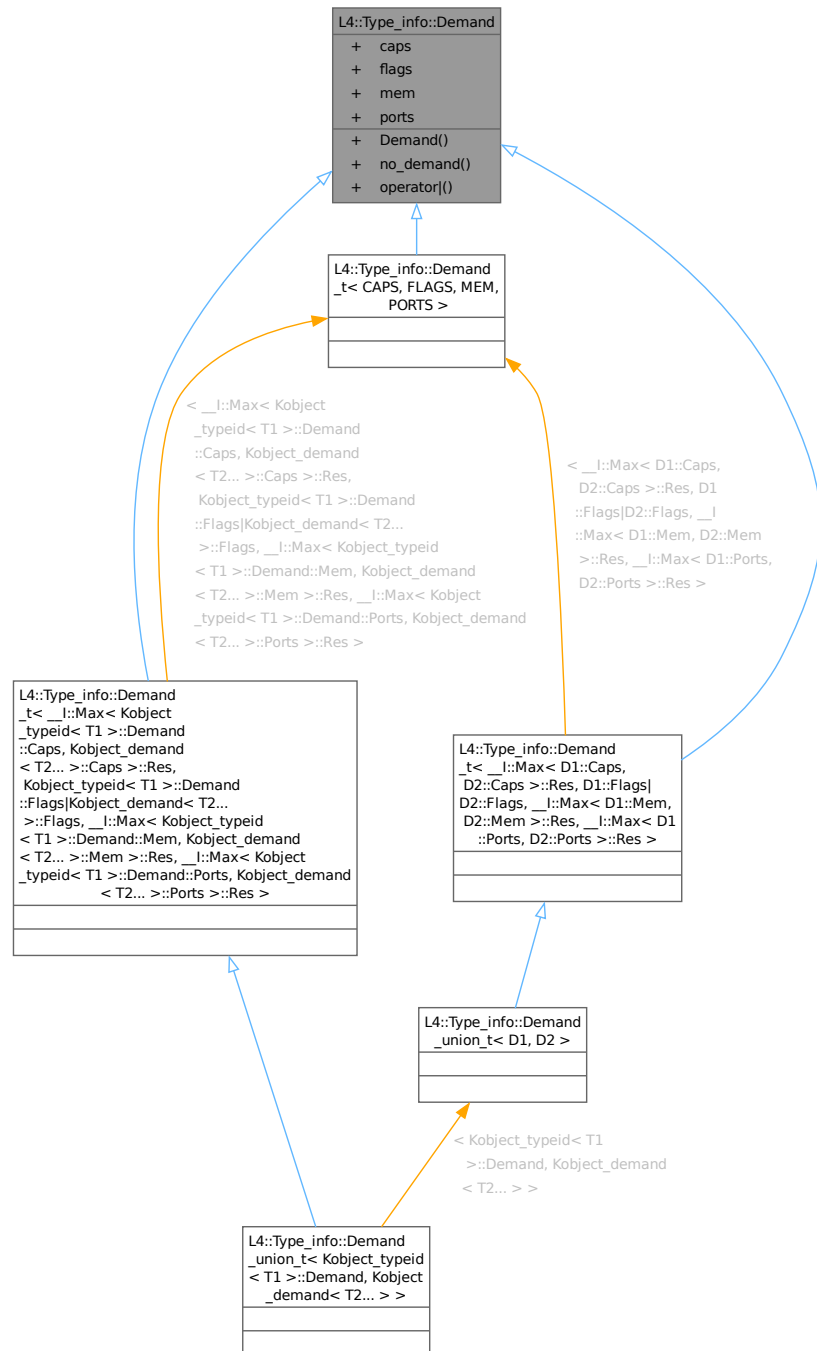 L4::Type_info::Demand
+ caps
+ flags
+ mem
+ ports
+ Demand()
+ no_demand()
+ operator|()
L4::Type_info::Demand
_t< CAPS, FLAGS, MEM,
PORTS >
< __I::Max< Kobject
_typeid< T1 >::Demand
::Caps, Kobject_demand
< T2... >::Caps >::Res,
Kobject_typeid< T1 >::Demand
::Flags|Kobject_demand< T2...
>::Flags, __I::Max< Kobject_typeid
< T1 >::Demand::Mem, Kobject_demand
< T2... >::Mem >::Res, __I::Max< Kobject
_typeid< T1 >::Demand::Ports, Kobject_demand
< T2... >::Ports >::Res >
< __I::Max< D1::Caps,
D2::Caps >::Res, D1
::Flags|D2::Flags, __I
::Max< D1::Mem, D2::Mem
>::Res, __I::Max< D1::Ports,
D2::Ports >::Res >
L4::Type_info::Demand
_t< __I::Max< Kobject
_typeid< T1 >::Demand
::Caps, Kobject_demand
< T2... >::Caps >::Res,
Kobject_typeid< T1 >::Demand
::Flags|Kobject_demand< T2...
>::Flags, __I::Max< Kobject_typeid
< T1 >::Demand::Mem, Kobject_demand
< T2... >::Mem >::Res, __I::Max< Kobject
_typeid< T1 >::Demand::Ports, Kobject_demand
< T2... >::Ports >::Res >
L4::Type_info::Demand
_t< __I::Max< D1::Caps,
D2::Caps >::Res, D1::Flags|
D2::Flags, __I::Max< D1::Mem,
D2::Mem >::Res, __I::Max< D1
::Ports, D2::Ports >::Res >
L4::Type_info::Demand
_union_t< D1, D2 >
< Kobject_typeid< T1
>::Demand, Kobject_demand
< T2... > >
L4::Type_info::Demand
_union_t< Kobject_typeid
< T1 >::Demand, Kobject
_demand< T2... > >